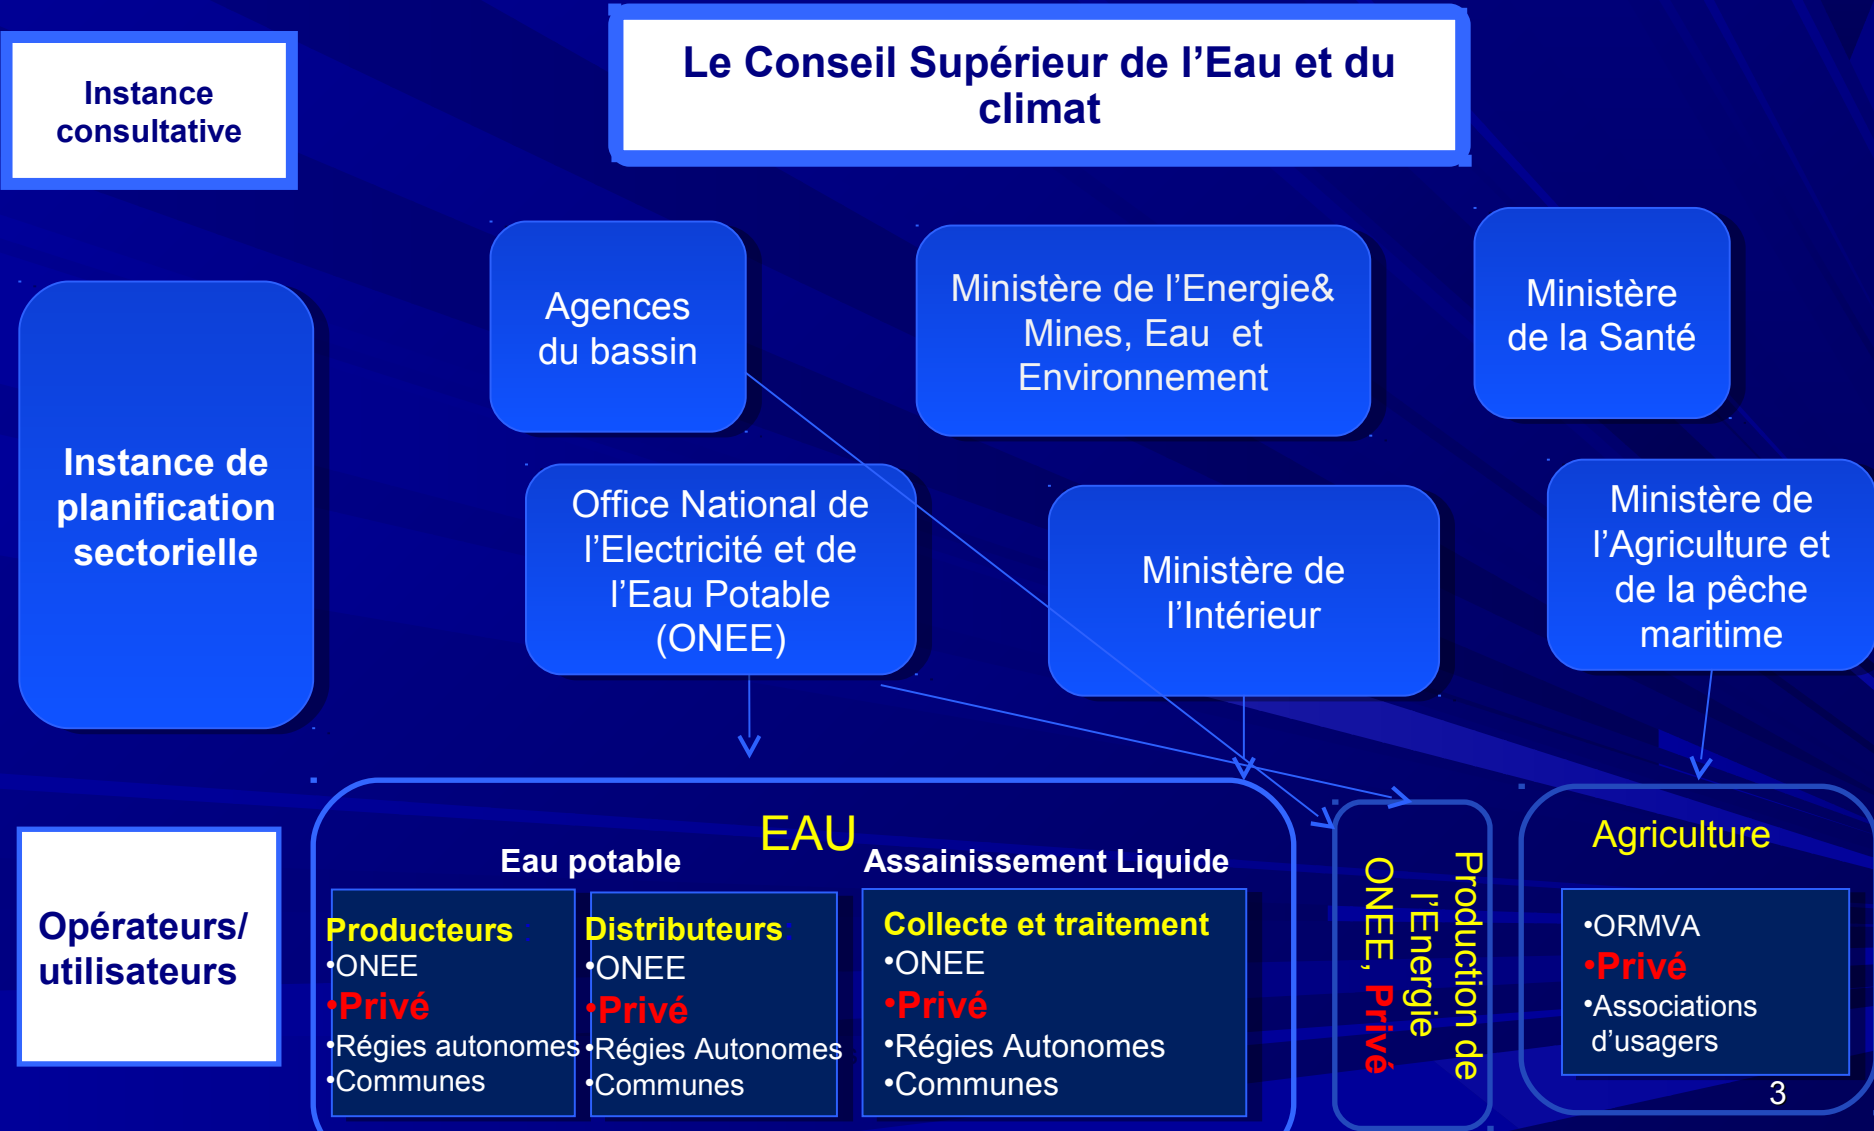 Instance
consultative
Le Conseil Supérieur de l’Eau et du
climat
Instance de
planification
sectorielle
Agences
du bassin
Ministère de l’Energie&
Mines, Eau  et
Environnement
Ministère
de la Santé
Office National de
l’Electricité et de
l’Eau Potable
(ONEE)
Ministère de
l’Intérieur
Ministère de
l’Agriculture et
de la pêche
maritime
Opérateurs/
utilisateurs
EAU
Eau potable
Assainissement Liquide
Producteurs :
•ONEE
•Privé
•Régies autonomes
•Communes
Distributeurs:
•ONEE
•Privé
•Régies Autonomes
•Communes
Collecte et traitement
•ONEE
•Privé
•Régies Autonomes
•Communes
Production de
l’Energie
ONEE, Privé
Agriculture
•ORMVA
•Privé
•Associations
d’usagers
3